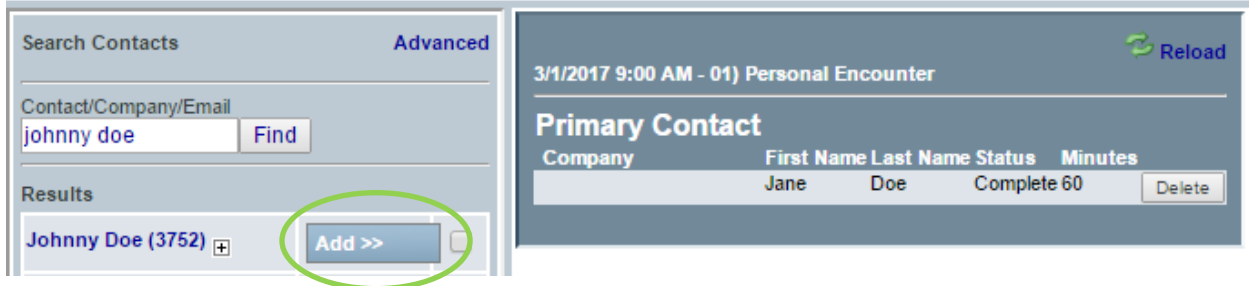 Search Contacts Advanced
Contact/Company/Email
johnny doe Find
Results
Johnny Doe (3752) Add >>
Reload
3/1/2017 9:00 AM - 01) Personal Encounter
Primary Contact
Company First Name Last Name Status Minutes
Jane Doe Complete 60 Delete